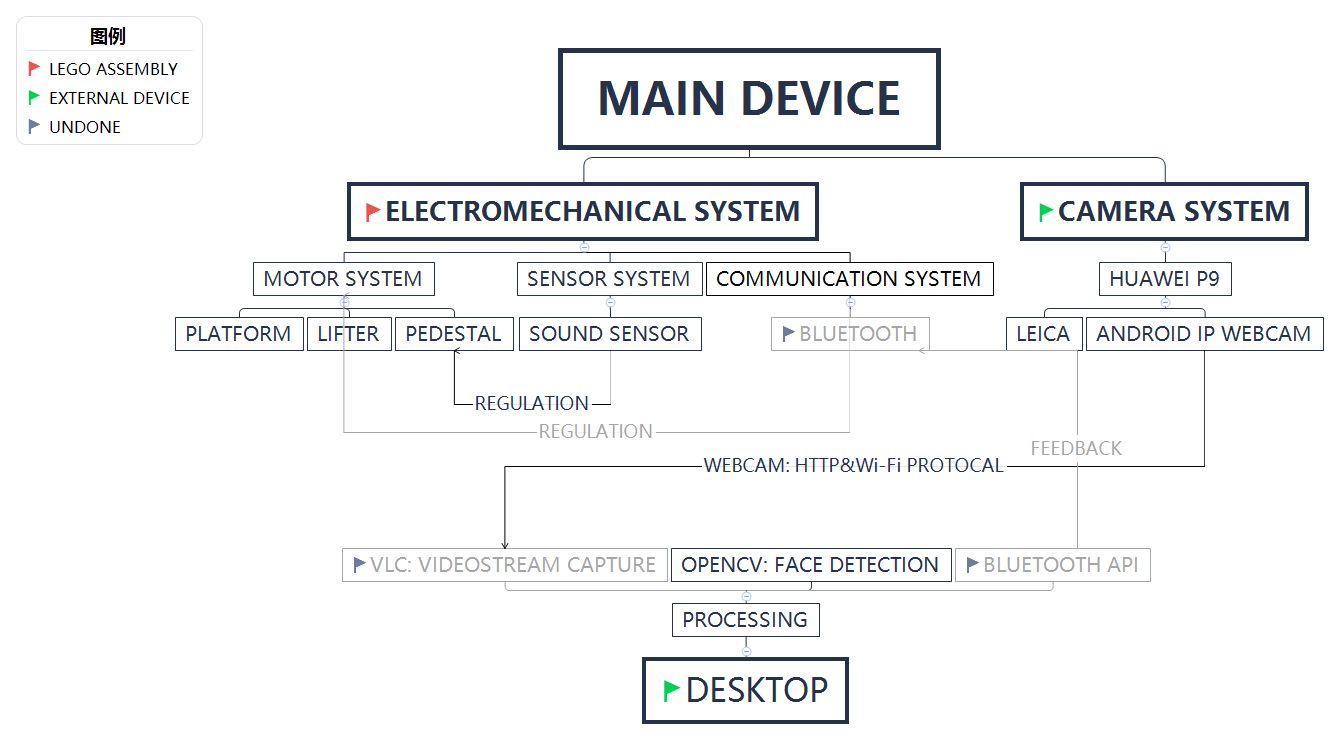 图例
LEGO ASSEMBLY
EXTERNAL DEVICE
UNDONE
MAIN DEVICE
ELECTROMECHANICAL SYSTEM
CAMERA SYSTEM
MOTOR SYSTEM
SENSOR SYSTEM
COMMUNICATION SYSTEM
HUAWEI P9
PLATFORM
LIFTER
PEDESTAL
SOUND SENSOR
BLUETOOTH
LEICA
ANDROID IP WEBCAM
REGULATION
REGULATION
FEEDBACK
WEBCAM: HTTP&Wi-Fi PROTOCAL
VLC: VIDEOSTREAM CAPTURE
OPENCV: FACE DETECTION
BLUETOOTH API
PROCESSING
DESKTOP